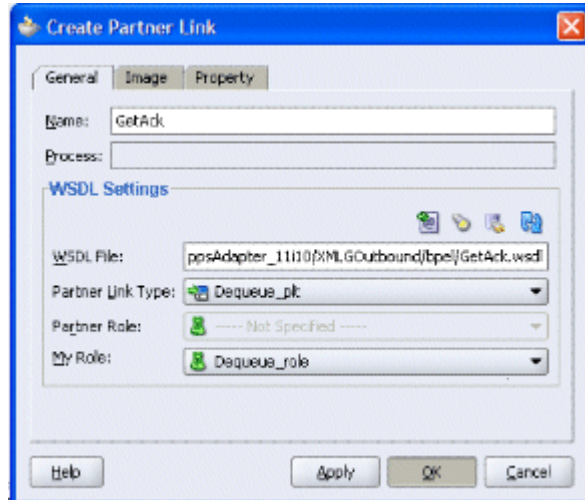 Create Partner Link
General Image Property
Name: GetAck
Process:
WSDL Settings
WSDL File: ppsAdapter_11i10/XMLGOutbound/bpel/GetAck.wsdl
Partner Link Type: Dequeue_plt
Partner Role: ----- Not Specified -----
My Role: Dequeue_role
Help Apply OK Cancel